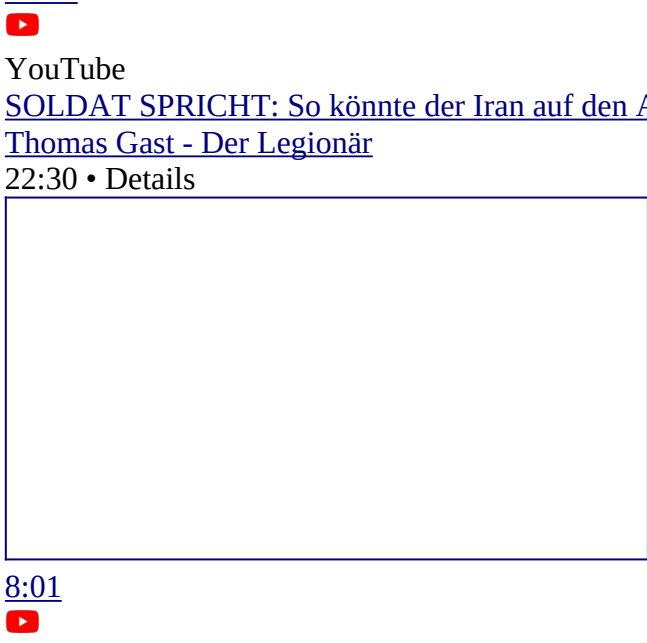 YouTube
SOLDAT SPRICHT: So könnte der Iran auf den
Thomas Gast - Der Legionär
22:30 • Details
8:01